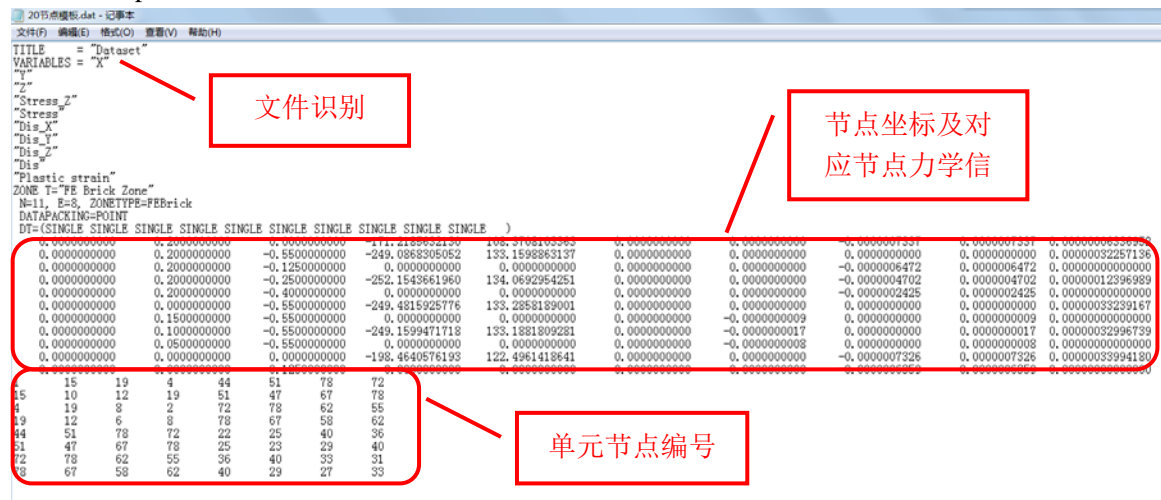 20节点模板.dat - 记事本
文件(F) 编辑(E) 格式(O) 查看(V) 帮助(H)
TITLE = "Dataset"
VARIABLES = "X"
"Y"
"Z"
"Stress_Z"
"Stress"
"Dis_X"
"Dis_Y"
"Dis_Z"
"Dis"
"Plastic strain"
ZONE T="FE Brick Zone"
N=11, E=8, ZONETYPE=FEBrick
DATAPACKING=POINT
DT=(SINGLE SINGLE SINGLE SINGLE SINGLE SINGLE SINGLE SINGLE SINGLE SINGLE )
文件识别
节点坐标及对
应节点力学信
0.0000000000 0.2000000000 0.0000000000
0.0000000000 0.2000000000 -0.5500000000 -249.0868305052 133.1598863137 0.0000000000 0.0000000000 0.0000000000 0.0000000000 0.00000032257136
0.0000000000 0.2000000000 -0.1250000000 0.0000000000 0.0000000000 0.0000000000 0.0000000000 -0.0000006472 0.0000006472 0.00000000000000
0.0000000000 0.2000000000 -0.2500000000 -252.1543661960 134.0692954251 0.0000000000 0.0000000000 -0.0000004702 0.0000004702 0.00000012396989
0.0000000000 0.2000000000 -0.4000000000 0.0000000000 0.0000000000 0.0000000000 0.0000000000 -0.0000002425 0.0000002425 0.00000000000000
0.0000000000 0.0000000000 -0.5500000000 -249.4815925776 133.2858189001 0.0000000000 0.0000000000 0.0000000000 0.0000000000 0.00000033239167
0.0000000000 0.1500000000 -0.5500000000 0.0000000000 0.0000000000 0.0000000000 -0.0000000009 0.0000000000 0.0000000009 0.00000000000000
0.0000000000 0.1000000000 -0.5500000000 -249.1599471718 133.1881809281 0.0000000000 -0.0000000017 0.0000000000 0.0000000017 0.00000032996739
0.0000000000 0.0500000000 -0.5500000000 0.0000000000 0.0000000000 0.0000000000 -0.0000000008 0.0000000000 0.0000000008 0.00000000000000
0.0000000000 0.0000000000 0.0000000000 -198.4640576193 122.4961418641 0.0000000000 0.0000000000 -0.0000007326 0.0000007326 0.00000033994180
15 19 4 44 51 78 72
15 10 12 19 51 47 67 78
4 19 8 2 72 78 62 55
19 12 6 8 78 67 58 62
44 51 78 72 22 25 40 36
51 47 67 78 25 23 29 40
72 78 62 55 36 40 33 31
78 67 58 62 40 29 27 33
单元节点编号